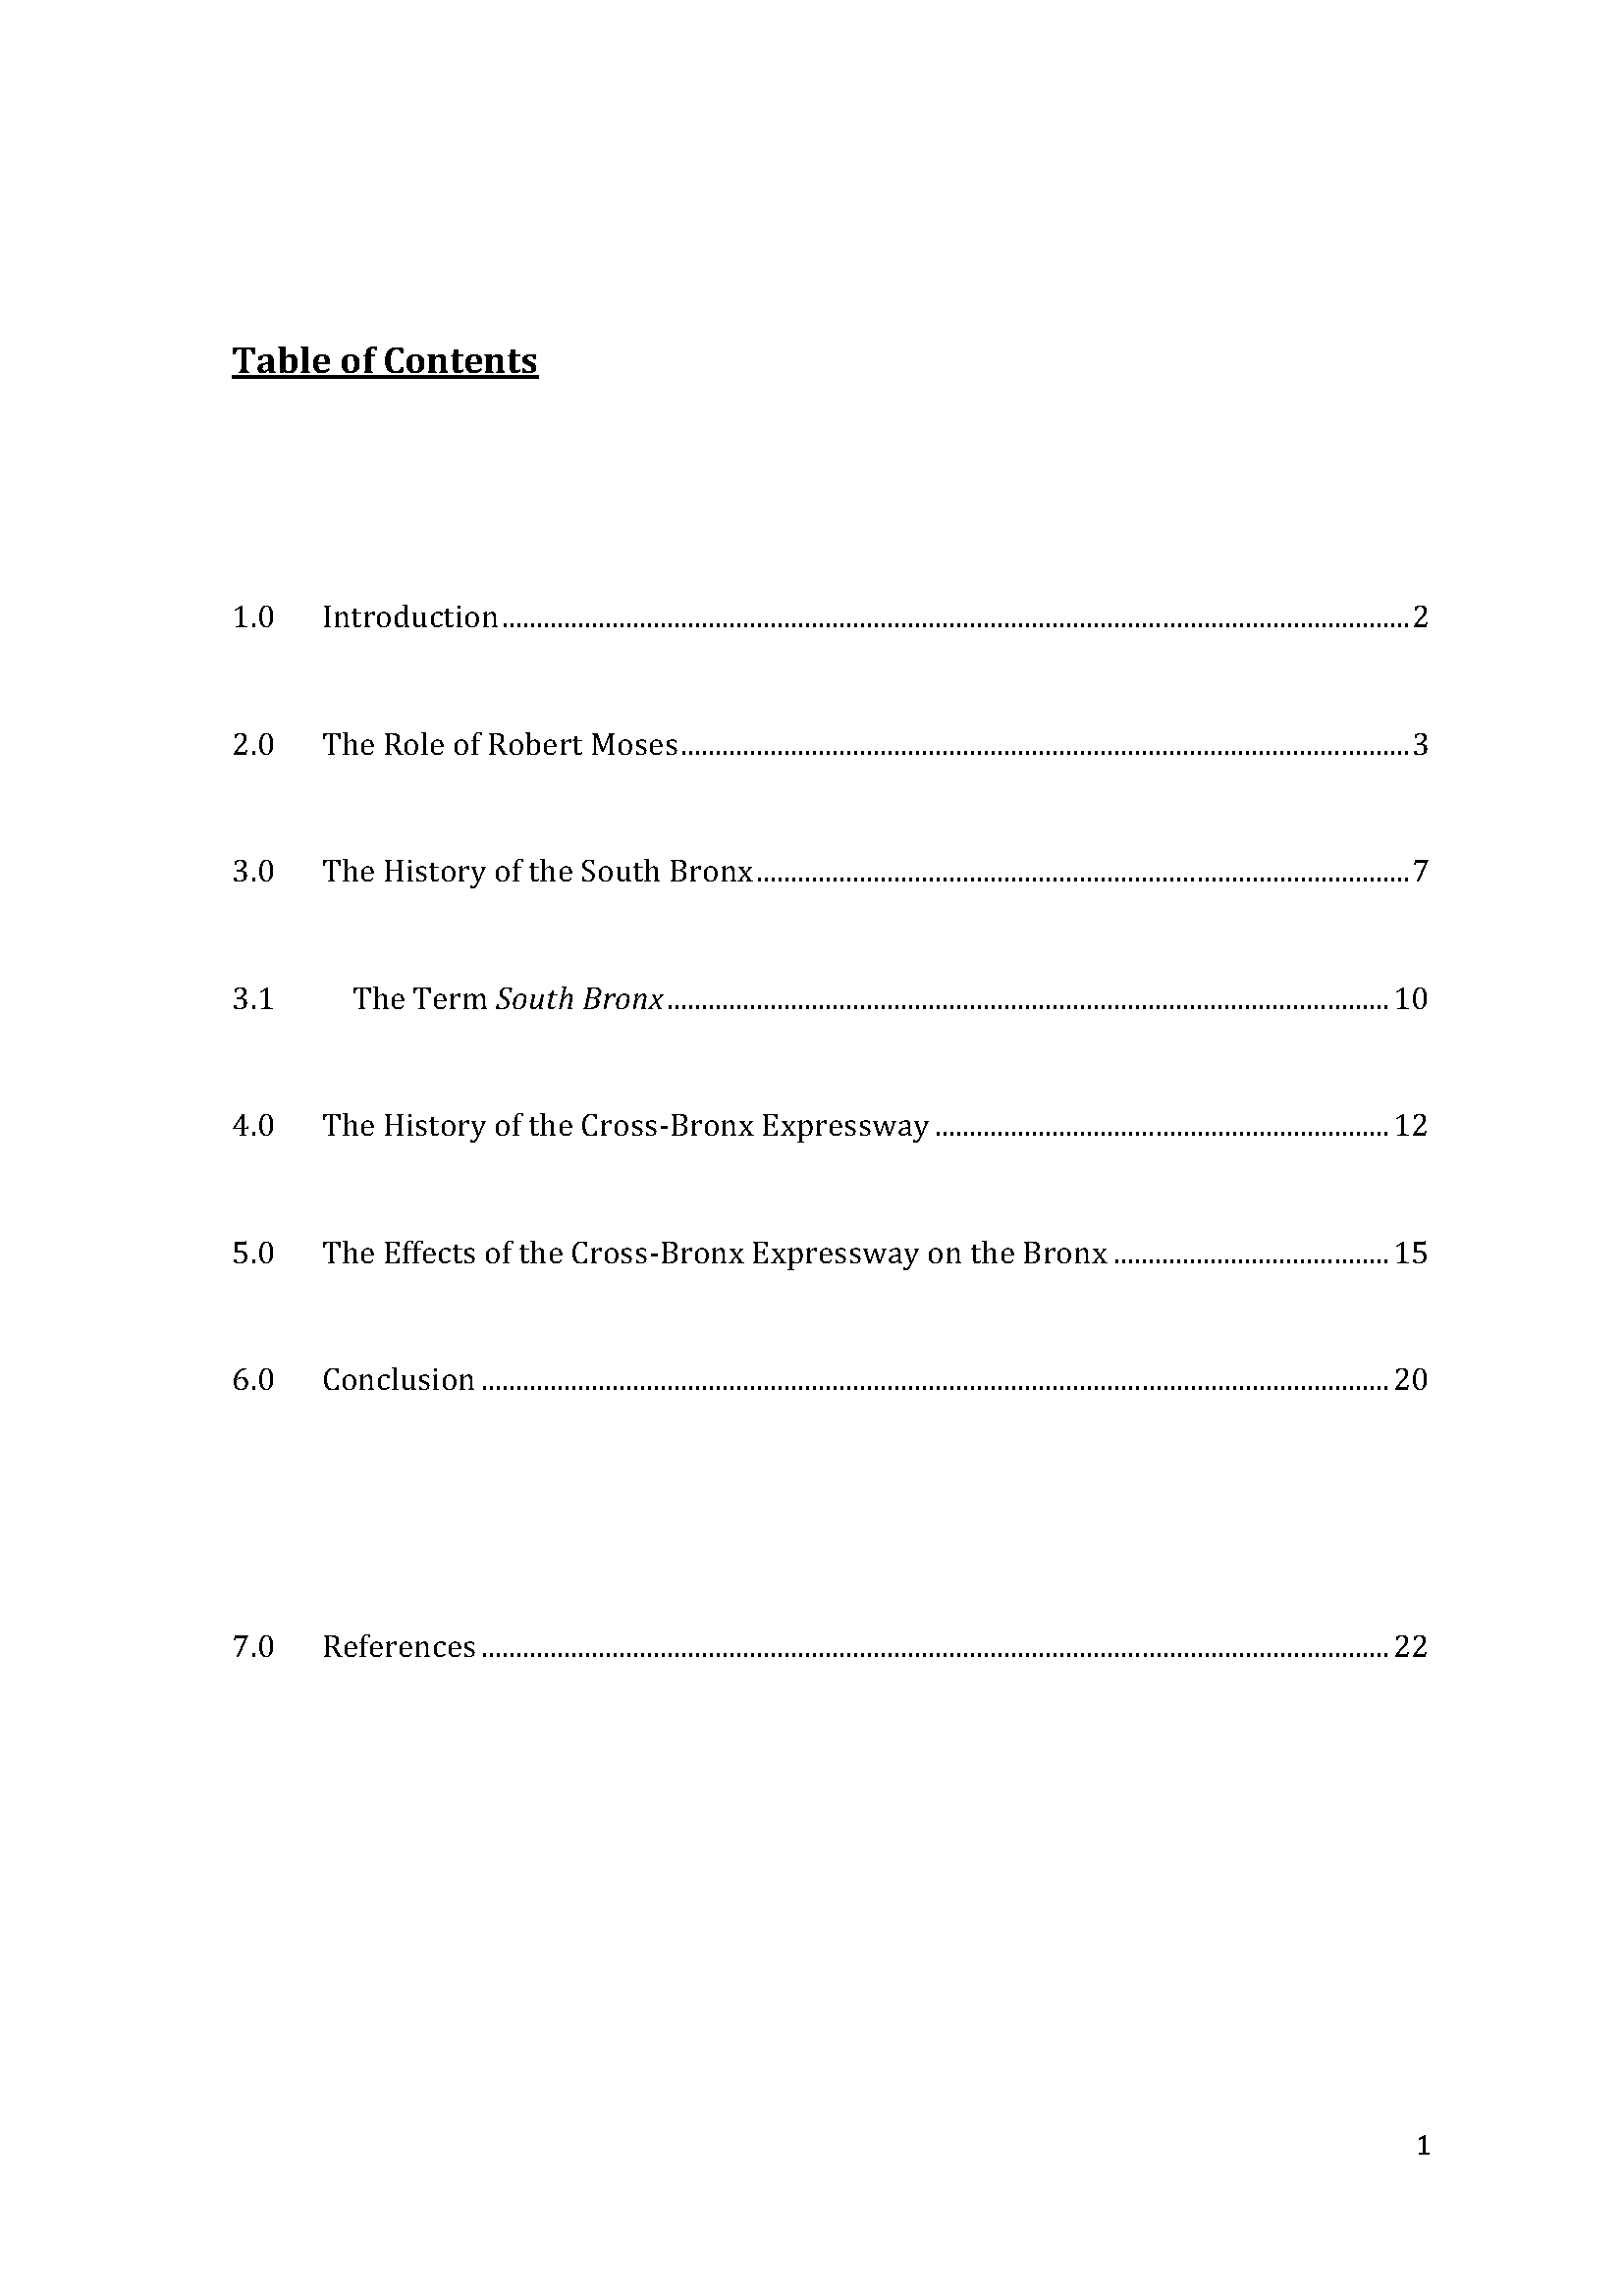 Table of Contents
1.0 Introduction........................................................................................................ 2
2.0 The Role of Robert Moses.................................................................................... 3
3.0 The History of the South Bronx............................................................................ 7
3.1 The Term South Bronx.................................................................................... 10
4.0 The History of the Cross-Bronx Expressway .................................................... 12
5.0 The Effects of the Cross-Bronx Expressway on the Bronx ................................ 15
6.0 Conclusion ........................................................................................................ 20
7.0 References ........................................................................................................ 22
1